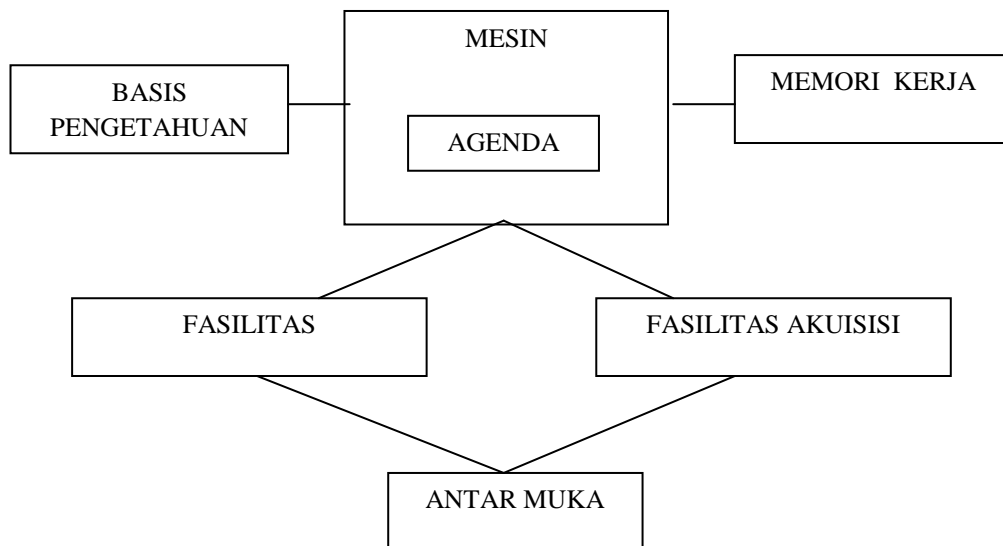 MESIN
BASIS
PENGETAHUAN
AGENDA
MEMORI KERJA
FASILITAS
FASILITAS AKUISISI
ANTAR MUKA